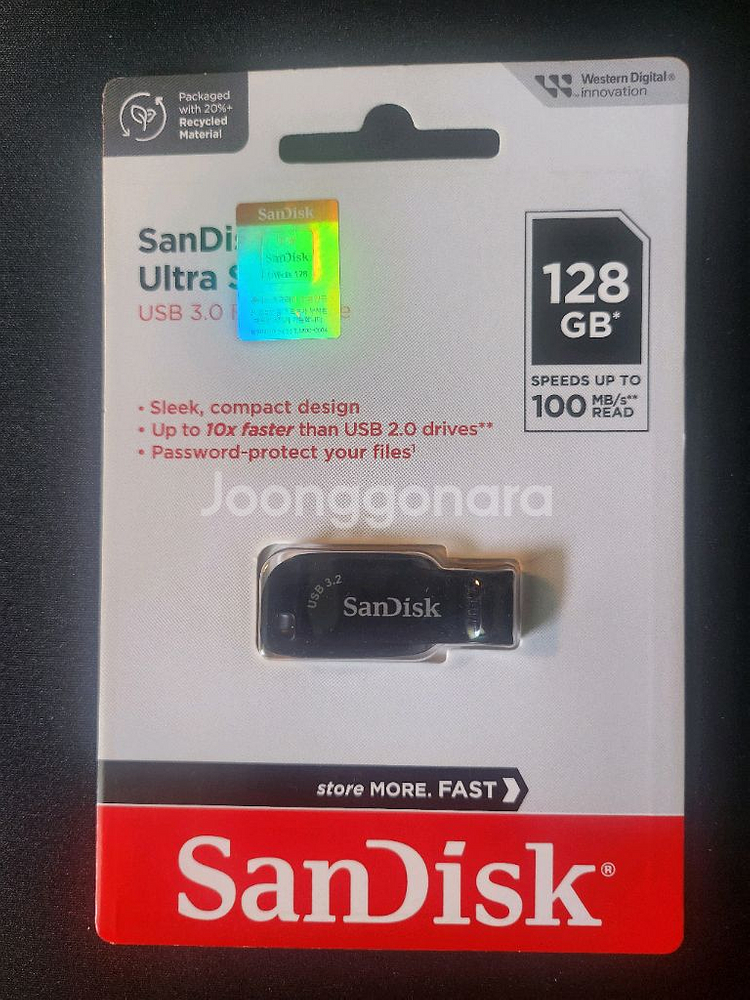 Packaged
with 20%+
Recycled
Material
Western Digital®
innovation
SanDisk
Ultra
USB 3.0
SanDisk
SanDisk
128
GB*
SPEEDS UP TO
100 MB/s** READ
• Sleek, compact design
• Up to 10x faster than USB 2.0 drives**
• Password-protect your files¹
Joonggonara
USB 3.2
SanDisk
store MORE. FAST
SanDisk®